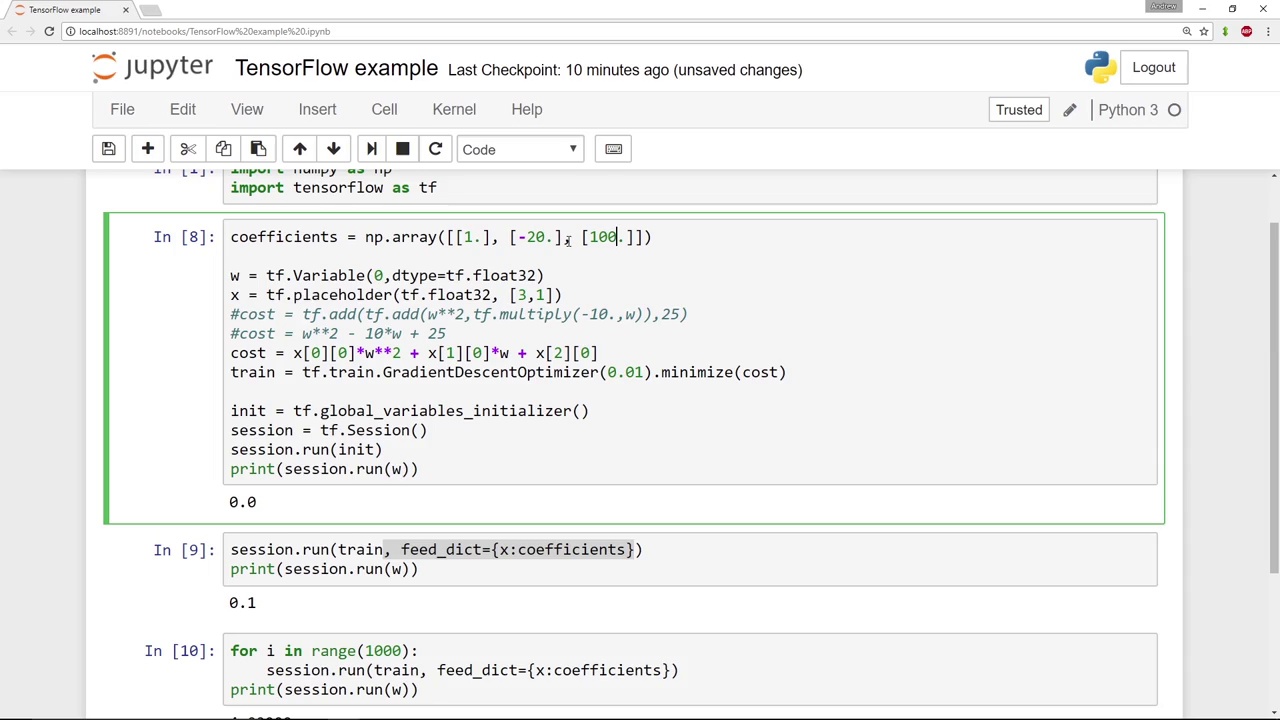 TensorFlow example
Andrew
localhost:8891/notebooks/TensorFlow%20example%20.ipynb
ABP
jupyter TensorFlow example Last Checkpoint: 10 minutes ago (unsaved changes) Logout
File Edit View Insert Cell Kernel Help Trusted Python 3
Code
In [1]: import numpy as np
import tensorflow as tf
In [8]: coefficients = np.array([[1.], [-20.], [100.]])
w = tf.Variable(0,dtype=tf.float32)
x = tf.placeholder(tf.float32, [3,1])
#cost = tf.add(tf.add(w**2,tf.multiply(-10.,w)),25)
#cost = w**2 - 10*w + 25
cost = x[0][0]*w**2 + x[1][0]*w + x[2][0]
train = tf.train.GradientDescentOptimizer(0.01).minimize(cost)
init = tf.global_variables_initializer()
session = tf.Session()
session.run(init)
print(session.run(w))
0.0
In [9]: session.run(train, feed_dict={x:coefficients})
print(session.run(w))
0.1
In [10]: for i in range(1000):
session.run(train, feed_dict={x:coefficients})
print(session.run(w))